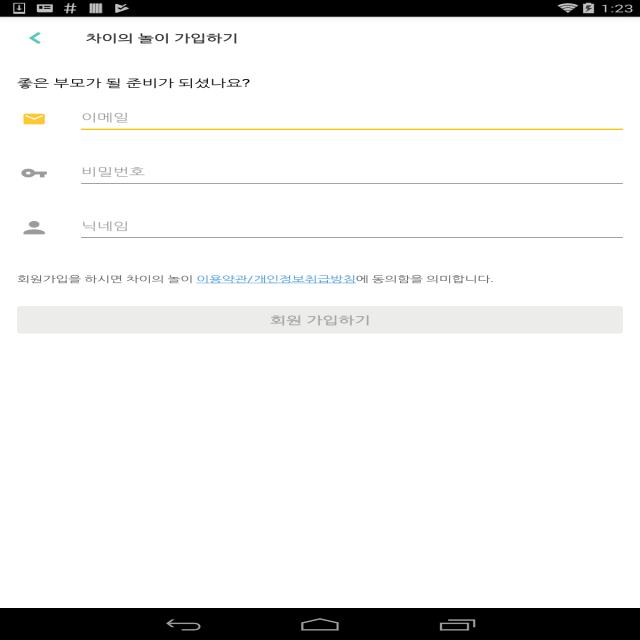 1:23
차이의 놀이 가입하기
좋은 부모가 될 준비가 되셨나요?
이메일
비밀번호
닉네임
회원가입을 하시면 차이의 놀이 이용약관/개인정보취급방침에 동의함을 의미합니다.
회원 가입하기